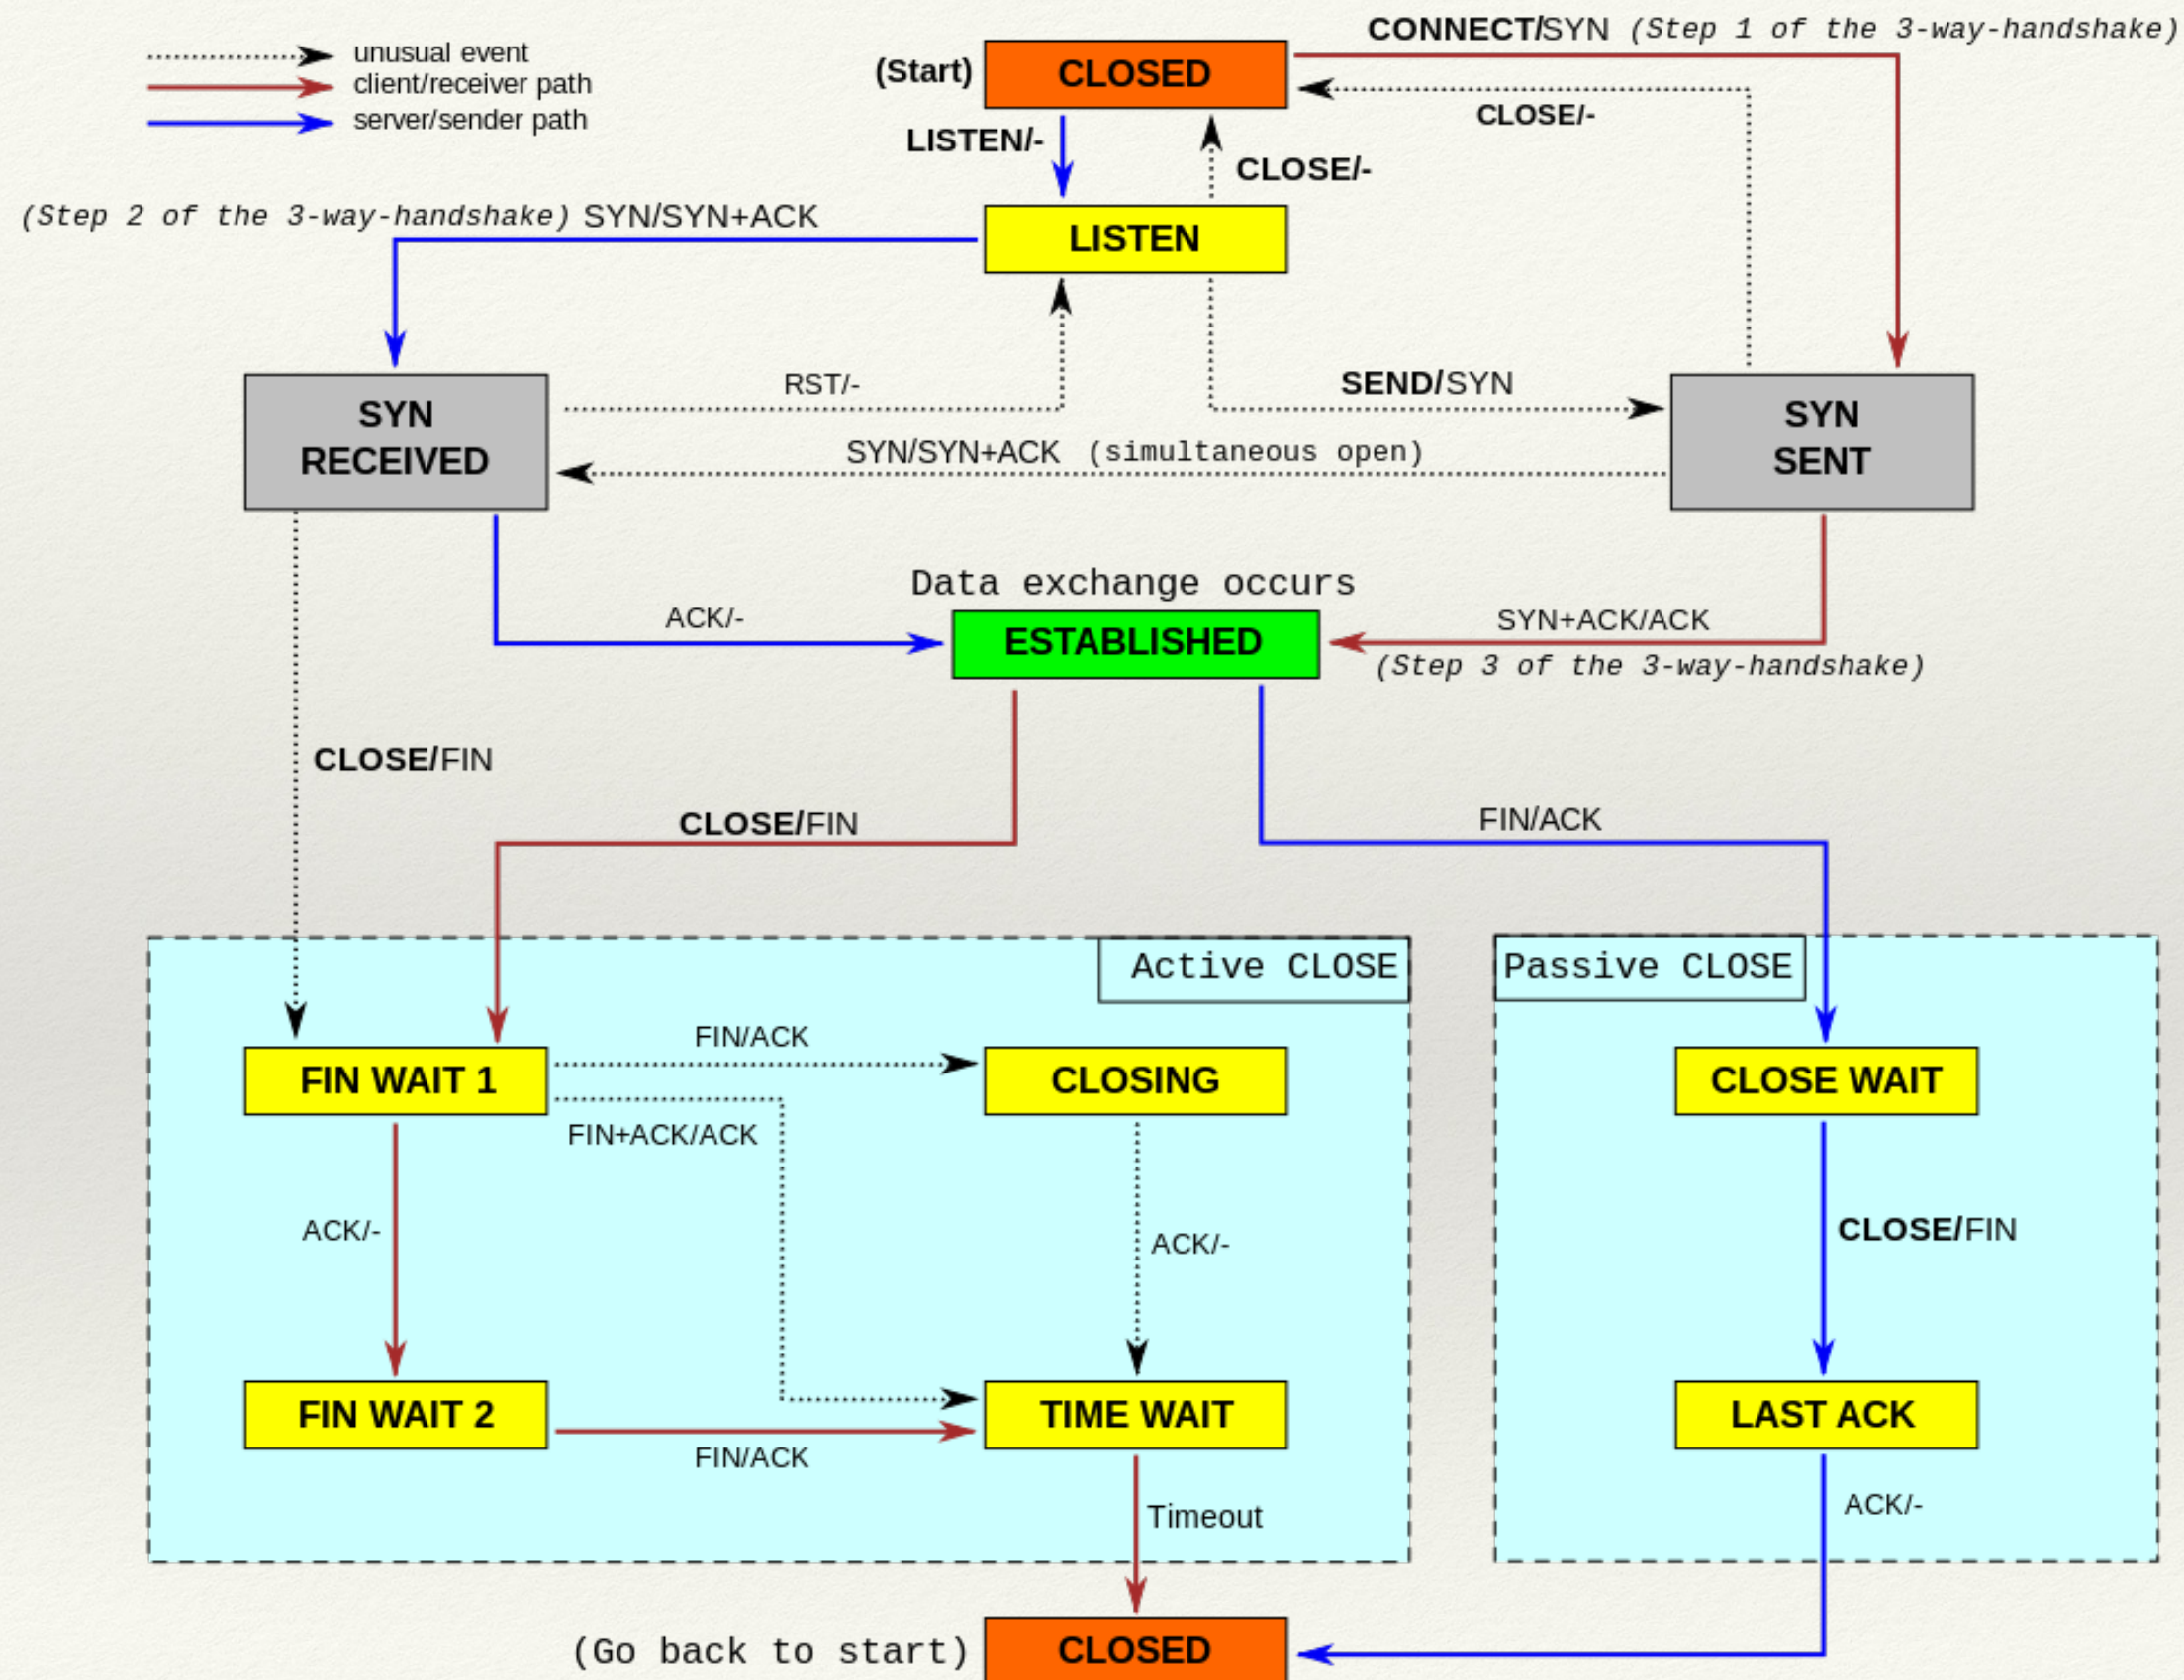 CONNECT/SYN (Step 1 of the 3-way-handshake)
unusual event
client/receiver path
server/sender path
(Start)
CLOSED
CLOSE/-
LISTEN/-
CLOSE/-
(Step 2 of the 3-way-handshake) SYN/SYN+ACK
LISTEN
RST/-
SEND/SYN
SYN
RECEIVED
SYN
SENT
SYN/SYN+ACK (simultaneous open)
Data exchange occurs
ACK/-
ESTABLISHED
SYN+ACK/ACK
(Step 3 of the 3-way-handshake)
CLOSE/FIN
CLOSE/FIN
FIN/ACK
Active CLOSE
Passive CLOSE
FIN/ACK
FIN WAIT 1
CLOSING
CLOSE WAIT
FIN+ACK/ACK
ACK/-
ACK/-
CLOSE/FIN
FIN WAIT 2
TIME WAIT
LAST ACK
FIN/ACK
Timeout
ACK/-
(Go back to start)
CLOSED